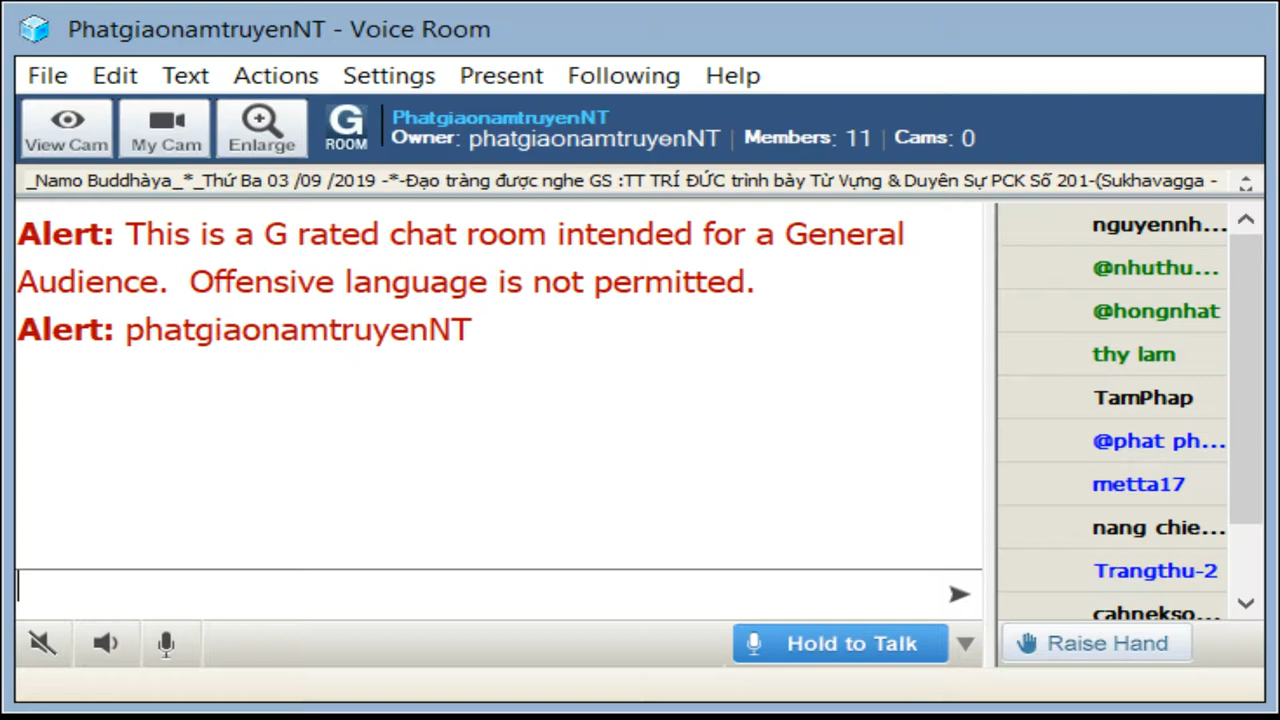 PhatgiaonamtruyenNT - Voice Room
File Edit Text Actions Settings Present Following Help
View Cam My Cam Enlarge G ROOM
PhatgiaonamtruyenNT
Owner: phatgiaonamtruyenNT | Members: 11 | Cams: 0
_Namo Buddhàya_*_Thứ Ba 03 /09 /2019 -*-Đạo tràng được nghe GS :TT TRÍ ĐỨC trình bày Từ Vựng & Duyên Sự PCK Số 201-(Sukhavagga -
Alert: This is a G rated chat room intended for a General
Audience. Offensive language is not permitted.
Alert: phatgiaonamtruyenNT
nguyennh...
@nhuthu...
@hongnhat
thy lam
TamPhap
@phat ph...
metta17
nang chie...
Trangthu-2
cahnekso...
Hold to Talk
Raise Hand